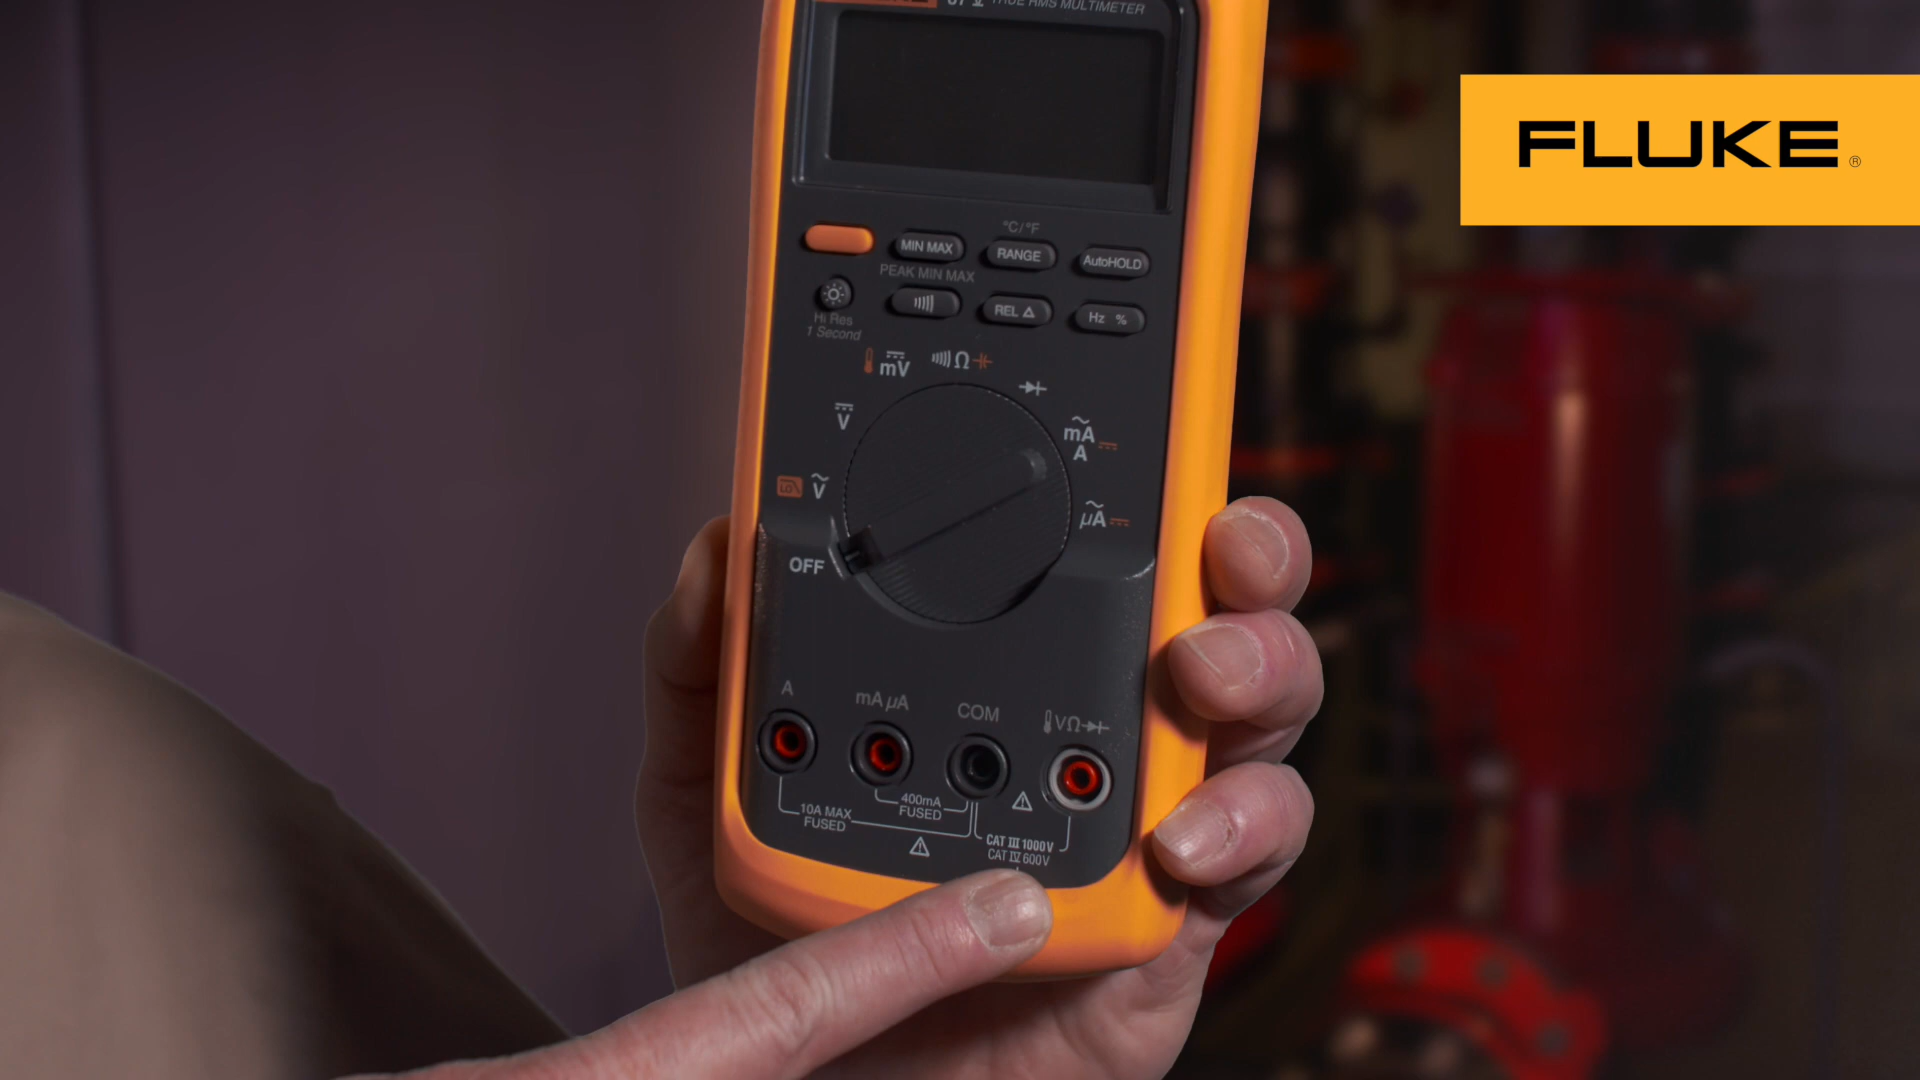 TRUE RMS MULTIMETER
FLUKE®
°C/°F
MIN MAX
RANGE
AutoHOLD
PEAK MIN MAX
REL Δ
Hz %
Hi Res
1 Second
mV
Ω
V
mA
A
V
µA
OFF
A
mA µA
COM
VΩ
400mA
FUSED
10A MAX
FUSED
CAT III 1000V
CAT IV 600V